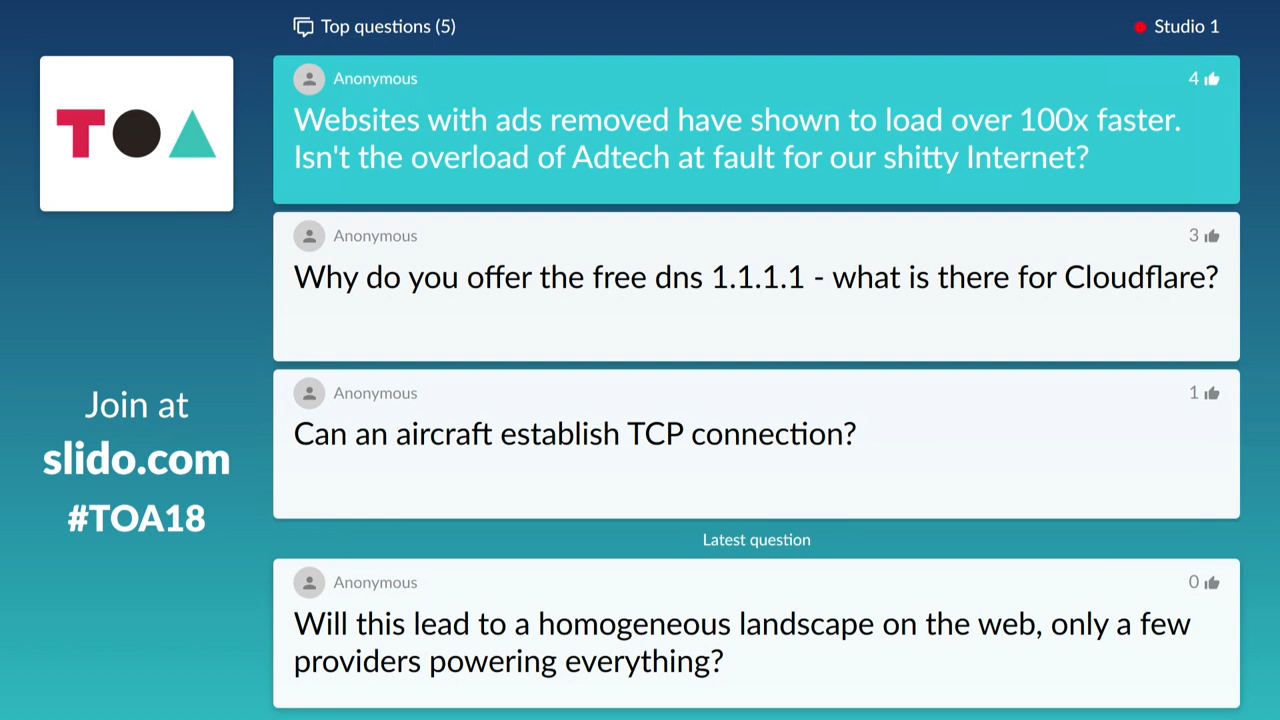 Top questions (5)
Studio 1
TOA
Anonymous
4
Websites with ads removed have shown to load over 100x faster.
Isn't the overload of Adtech at fault for our shitty Internet?
Anonymous
3
Why do you offer the free dns 1.1.1.1 - what is there for Cloudflare?
Anonymous
1
Can an aircraft establish TCP connection?
Join at
slido.com
#TOA18
Latest question
Anonymous
0
Will this lead to a homogeneous landscape on the web, only a few
providers powering everything?